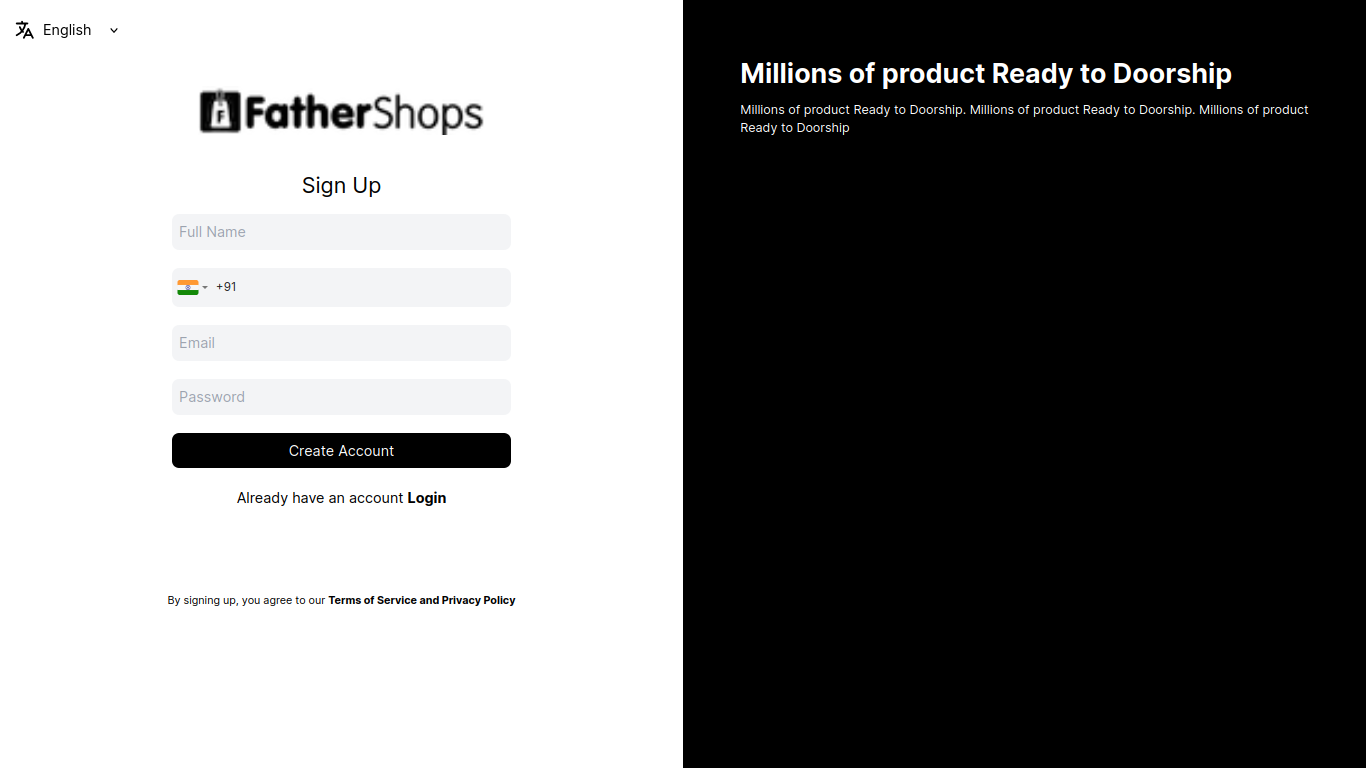 English
FatherShops
Sign Up
Full Name
+91
Email
Password
Create Account
Already have an account Login
By signing up, you agree to our Terms of Service and Privacy Policy
Millions of product Ready to Doorship
Millions of product Ready to Doorship. Millions of product Ready to Doorship. Millions of product
Ready to Doorship